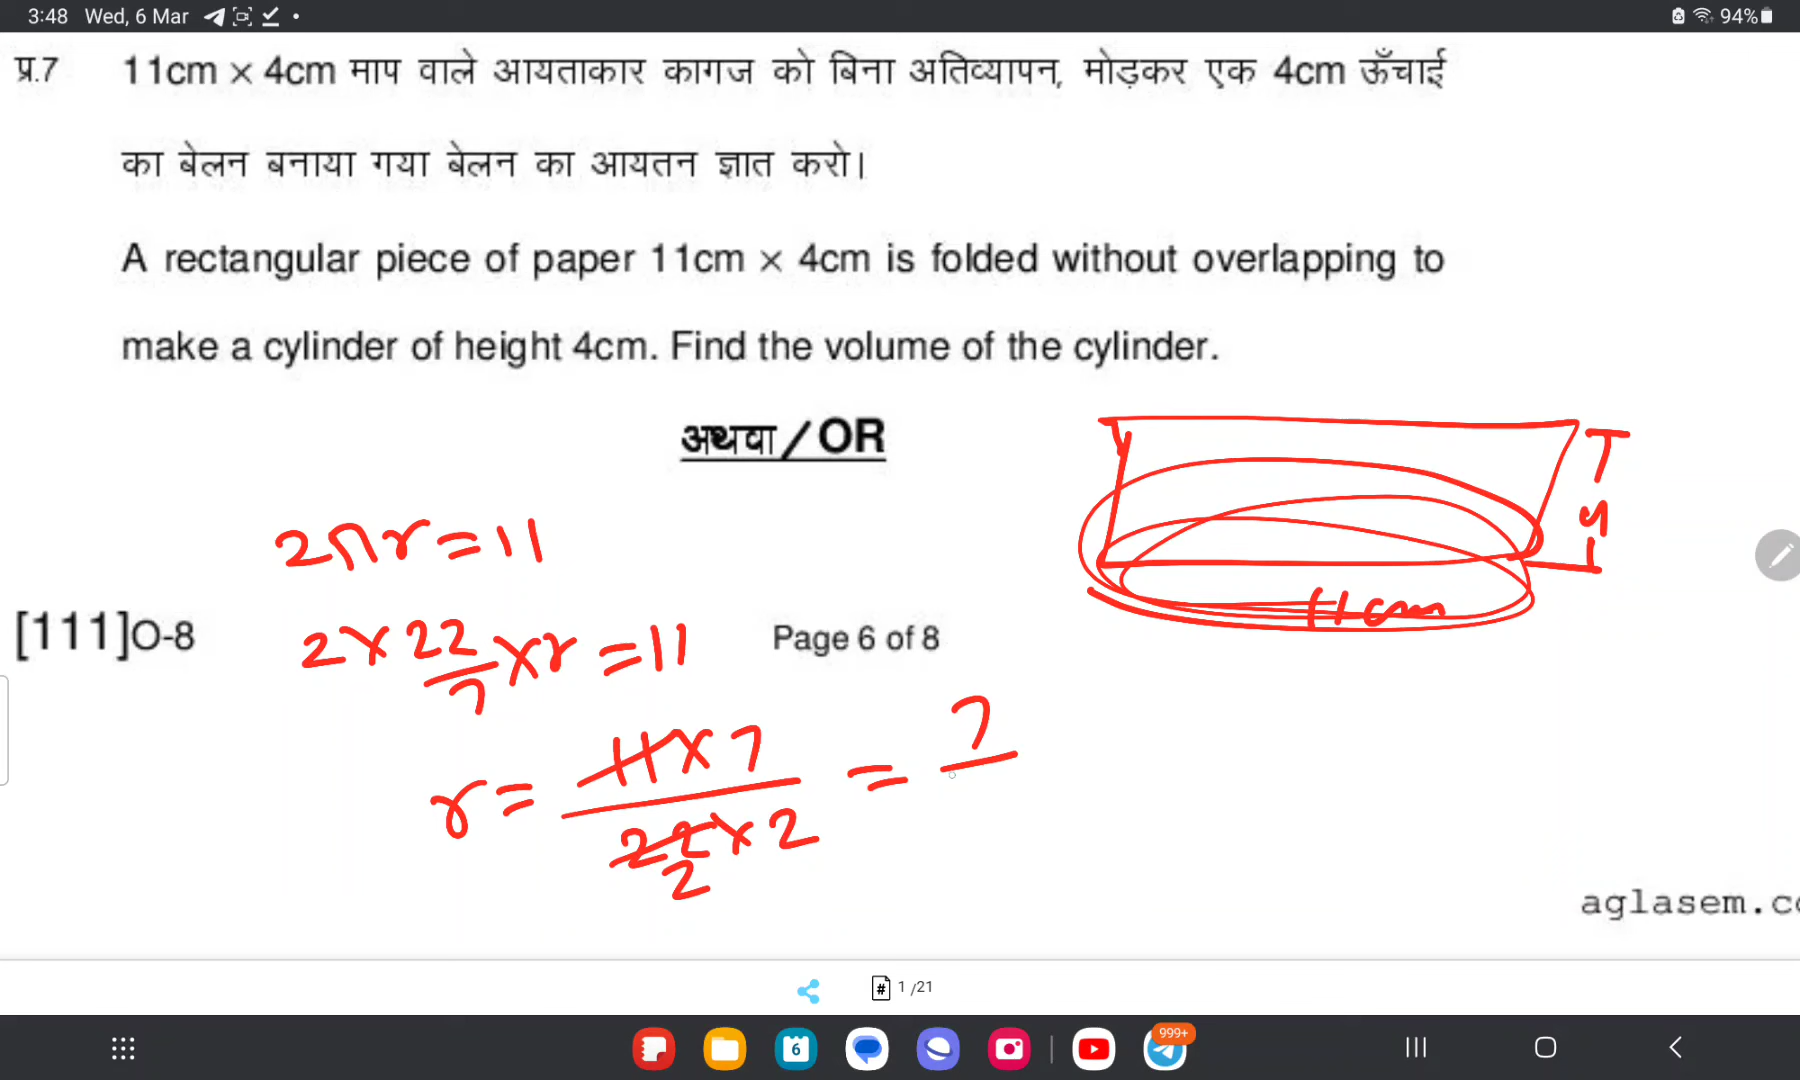 3:48 Wed, 6 Mar
94%
प्र.7 11cm × 4cm माप वाले आयताकार कागज को बिना अतिव्यापन, मोड़कर एक 4cm ऊँचाई
का बेलन बनाया गया बेलन का आयतन ज्ञात करो।
A rectangular piece of paper 11cm × 4cm is folded without overlapping to
make a cylinder of height 4cm. Find the volume of the cylinder.
अथवा / OR
4
11cm
2πr=11
[111]O-8
Page 6 of 8
2×22/7×r=11
r=11×7/22×2=7
2
aglasem.co
# 1 /21
6
999+